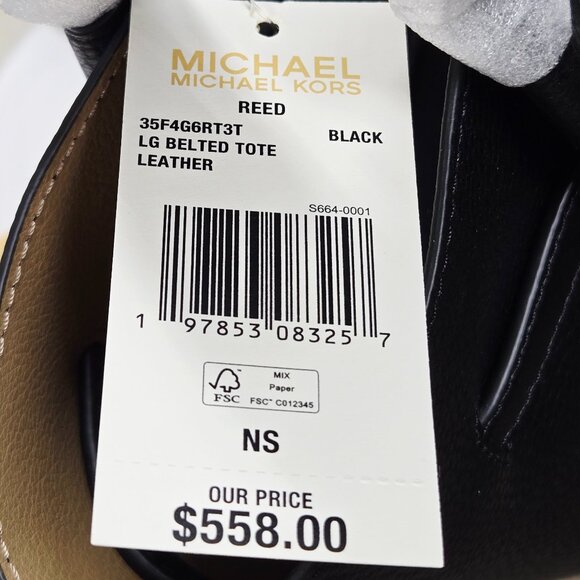 MICHAEL
MICHAEL KORS
REED
35F4G6RT3T BLACK
LG BELTED TOTE
LEATHER
S664-0001
1 97853 08325 7
FSC
MIX
Paper
FSC™ C012345
NS
OUR PRICE
$558.00